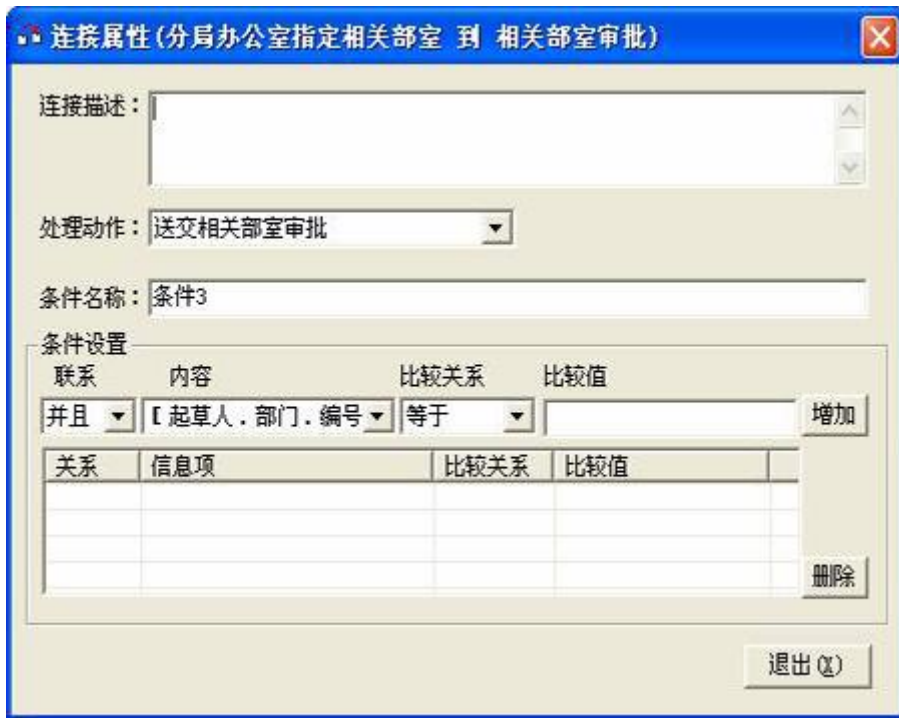 连接属性(分局办公室指定相关部室 到 相关部室审批)
连接描述：
处理动作：送交相关部室审批
条件名称：条件3
条件设置
联系 内容 比较关系 比较值
并且 [ 起草人 . 部门 . 编号 等于 增加
关系 信息项 比较关系 比较值
删除
退出(X)